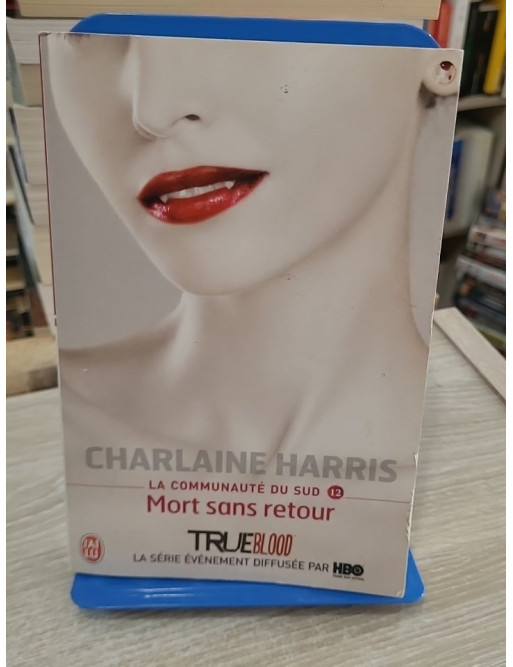 CHARLAINE HARRIS
LA COMMUNAUTÉ DU SUD 12
Mort sans retour
J'AI LU
TRUEBLOOD
LA SÉRIE ÉVÉNEMENT DIFFUSÉE PAR HBO